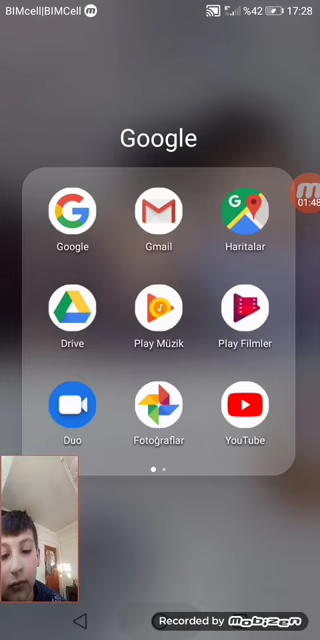 BIMcell|BIMCell %42 17:28
Google
01:48
Google Gmail Haritalar
Drive Play Müzik Play Filmler
Duo Fotoğraflar YouTube
Recorded by mobizen